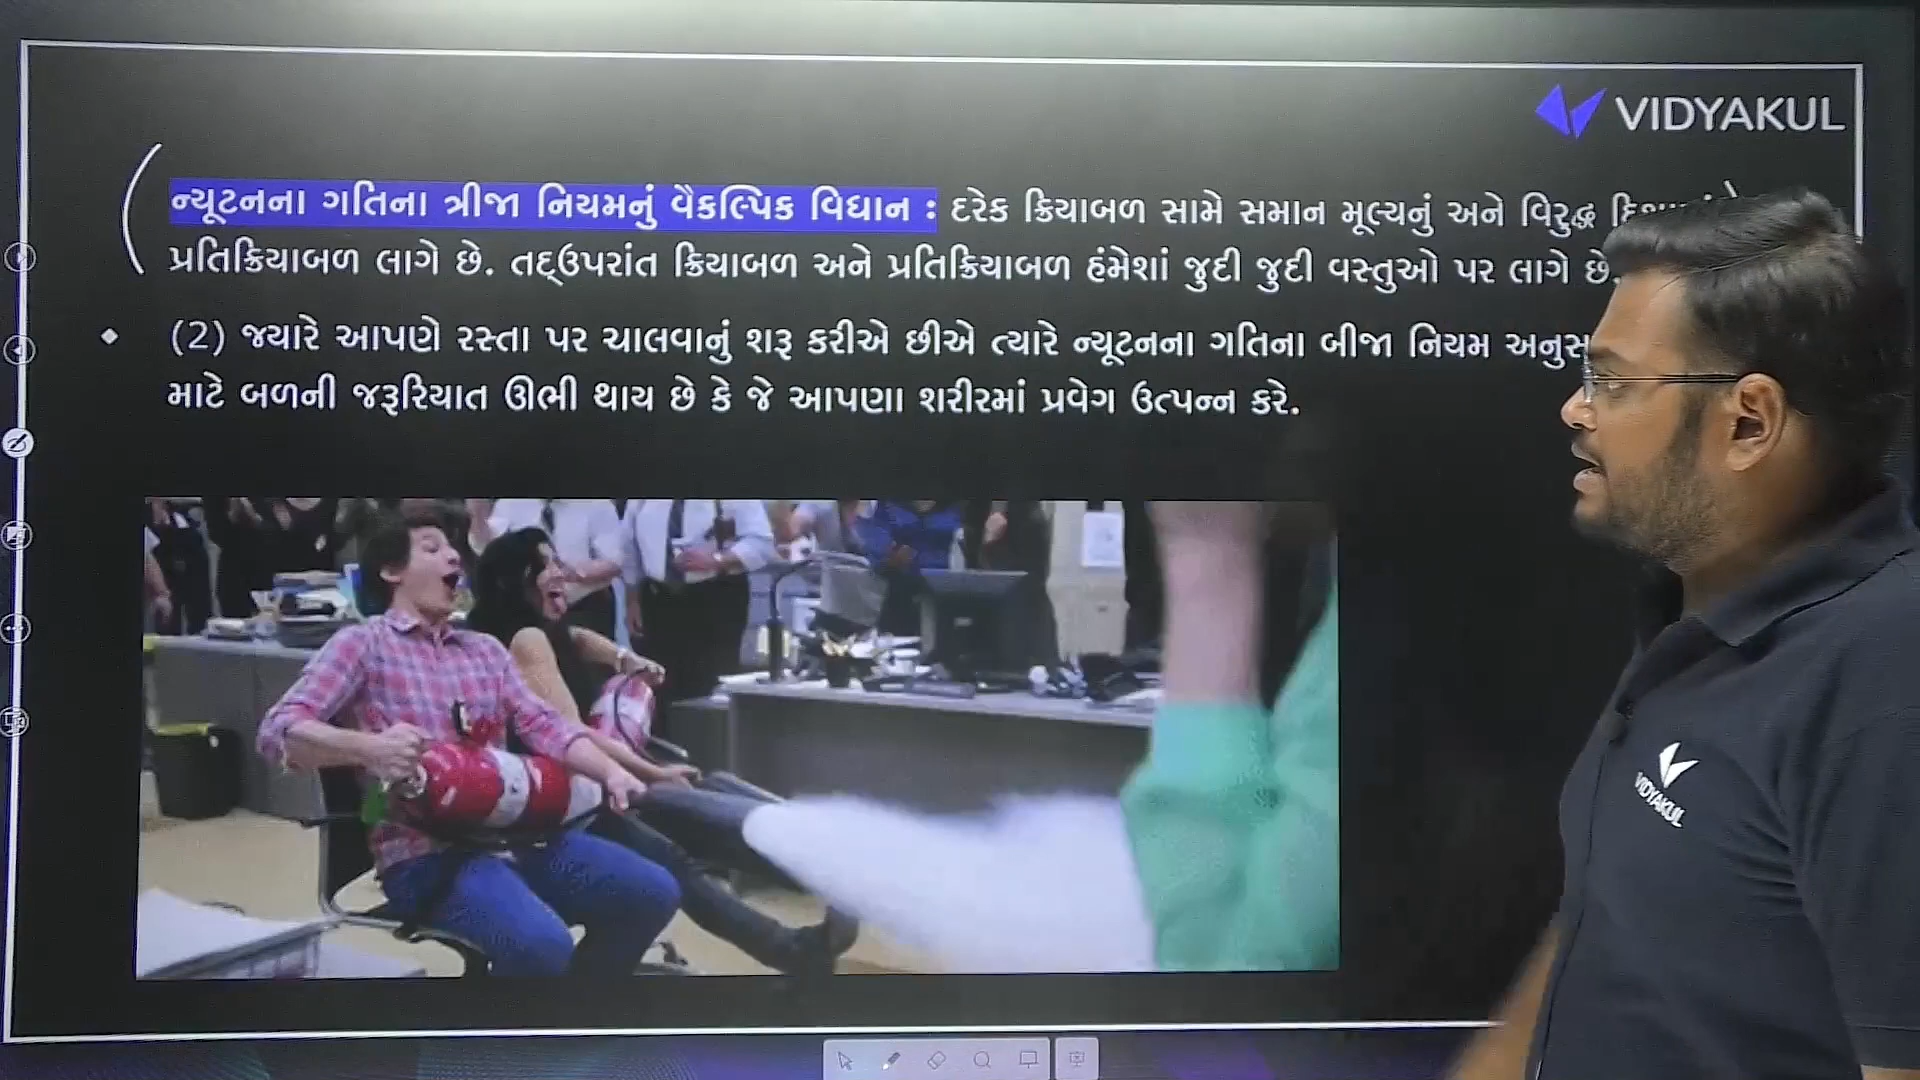 VIDYAKUL
ન્યૂટનના ગતિના ત્રીજા નિયમનું વૈકલ્પિક વિધાન : દરેક ક્રિયાબળ સામે સમાન મૂલ્યનું અને વિરુદ્ધ
પ્રતિક્રિયાબળ લાગે છે. તદ્ઉપરાંત ક્રિયાબળ અને પ્રતિક્રિયાબળ હંમેશાં જુદી જુદી વસ્તુઓ પર લાગે છે.
(2) જ્યારે આપણે રસ્તા પર ચાલવાનું શરૂ કરીએ છીએ ત્યારે ન્યૂટનના ગતિના બીજા નિયમ
માટે બળની જરૂરિયાત ઊભી થાય છે કે જે આપણા શરીરમાં પ્રવેગ ઉત્પન્ન કરે.
VIDYAKUL